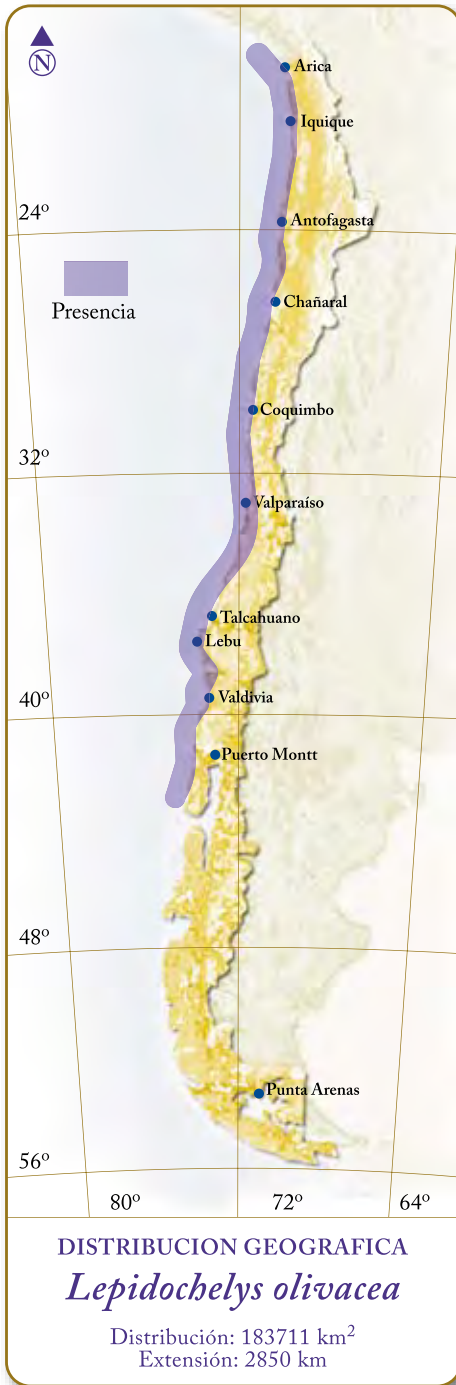 N
Arica
Iquique
24º
Antofagasta
Presencia
Chañaral
Coquimbo
32º
Valparaíso
Talcahuano
Lebu
40º
Valdivia
Puerto Montt
48º
Punta Arenas
56º
80º 72º 64º
DISTRIBUCION GEOGRAFICA
Lepidochelys olivacea
Distribución: 183711 km²
Extensión: 2850 km